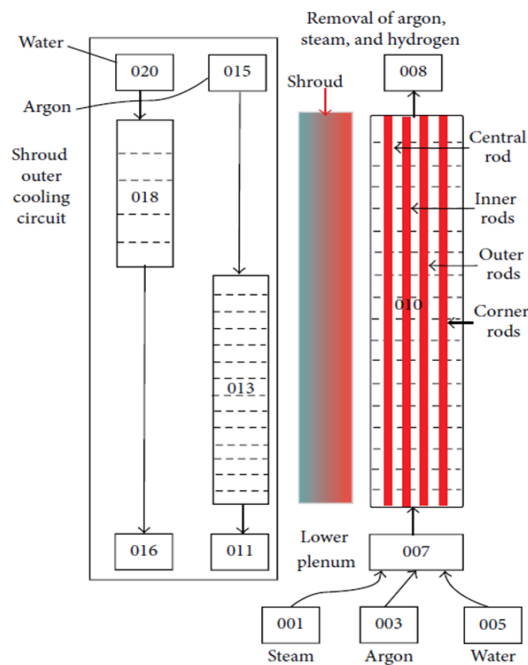 Removal of argon,
steam, and hydrogen
Water
020
015
008
Argon
Shroud
Shroud
outer
cooling
circuit
018
Central
rod
Inner
rods
Outer
rods
010
Corner
rods
013
016
011
Lower
plenum
007
001
003
005
Steam
Argon
Water